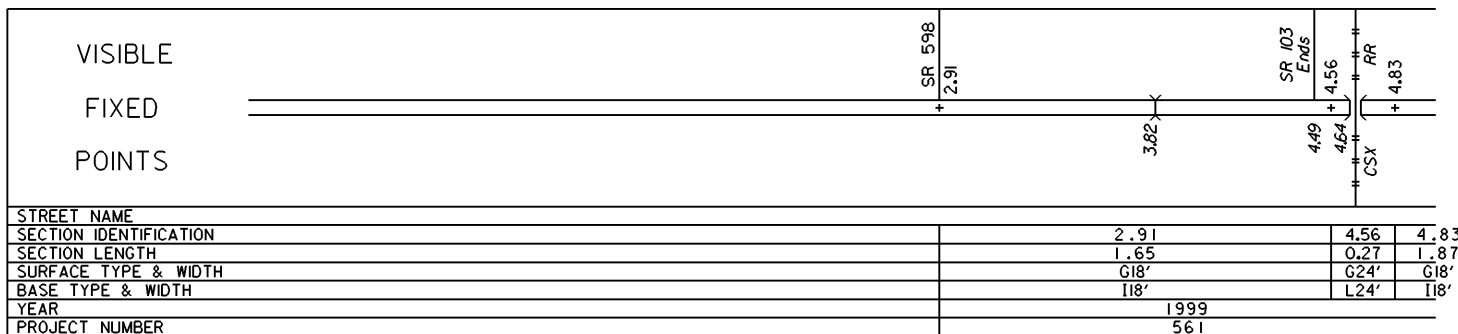 VISIBLE
FIXED
POINTS
SR 598
2.91
3.82
SR 103
Ends
4.49
4.56
4.64
RR
CSX
4.83
STREET NAME
SECTION IDENTIFICATION 2.91 4.56 4.83
SECTION LENGTH 1.65 0.27 1.87
SURFACE TYPE & WIDTH G18' G24' G18'
BASE TYPE & WIDTH I18' L24' I18'
YEAR 1999
PROJECT NUMBER 561